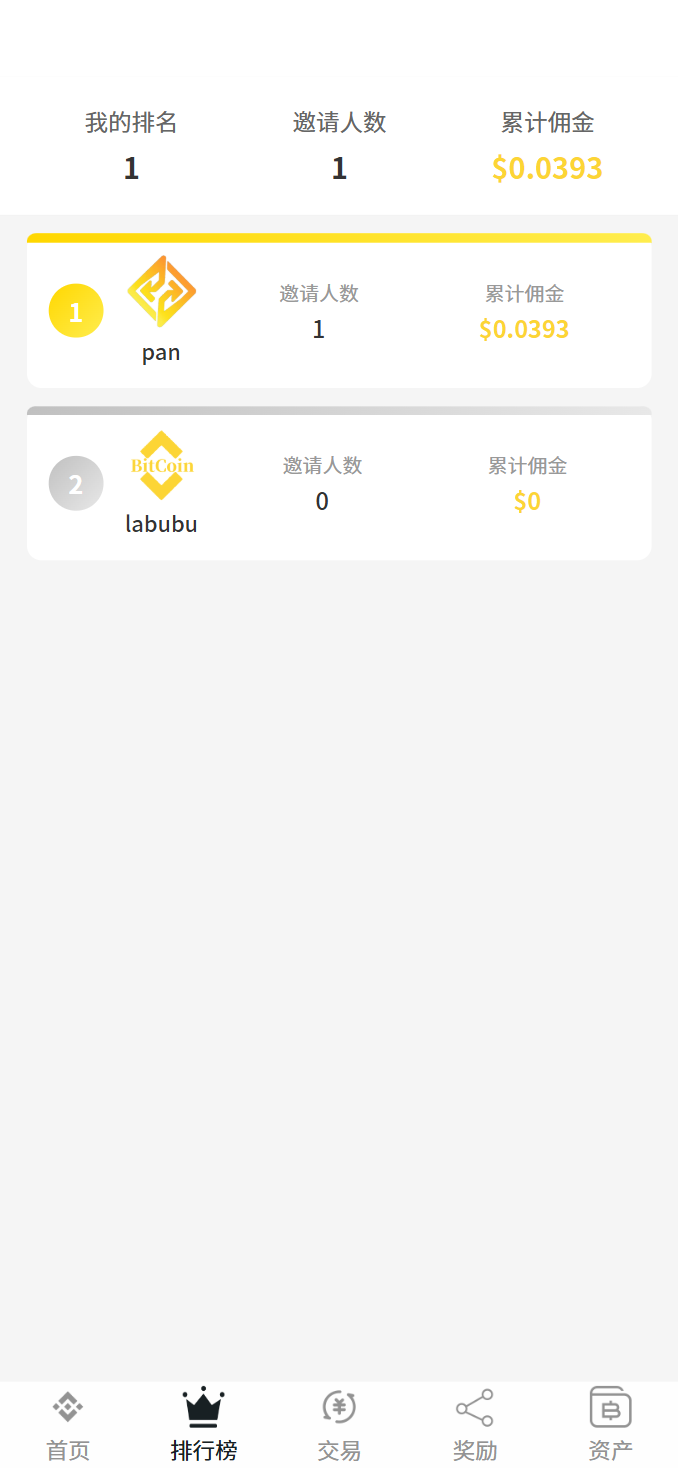 我的排名 邀请人数 累计佣金
1 1 $0.0393
1
pan
邀请人数 累计佣金
1 $0.0393
2
BitCoin
labubu
邀请人数 累计佣金
0 $0
首页 排行榜 交易 奖励 资产